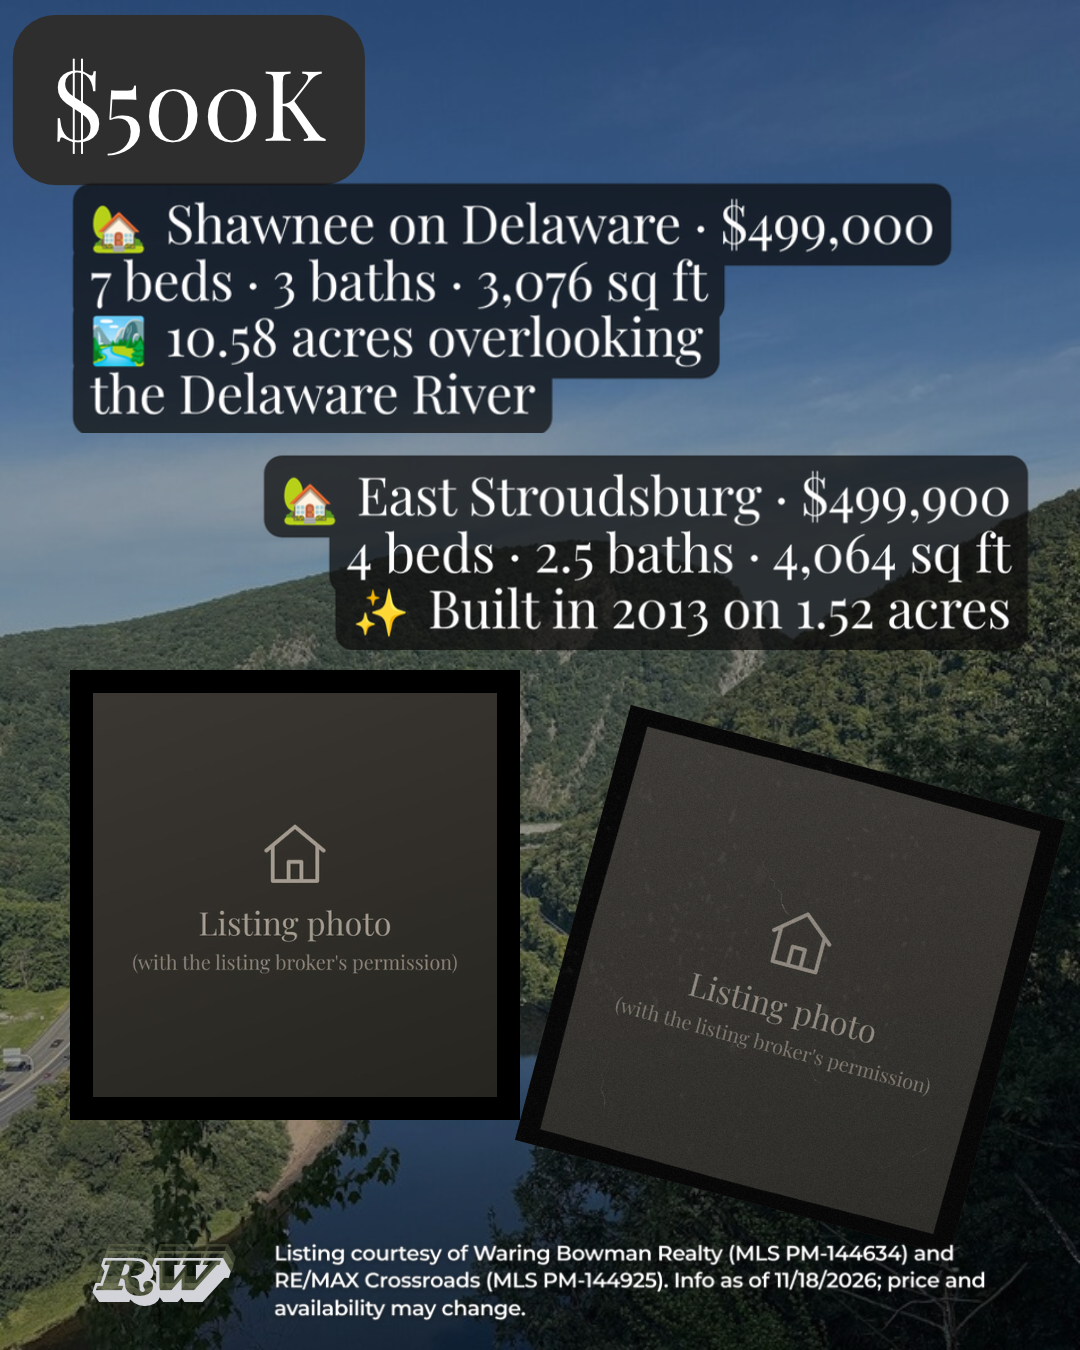 $500K
🏡 Shawnee on Delaware · $499,000
7 beds · 3 baths · 3,076 sq ft
🏞️ 10.58 acres overlooking
the Delaware River
🏡 East Stroudsburg · $499,900
4 beds · 2.5 baths · 4,064 sq ft
✨ Built in 2013 on 1.52 acres
Listing photo
(with the listing broker's permission)
Listing photo
(with the listing broker's permission)
RW
Listing courtesy of Waring Bowman Realty (MLS PM-144634) and
RE/MAX Crossroads (MLS PM-144925). Info as of 11/18/2026; price and
availability may change.